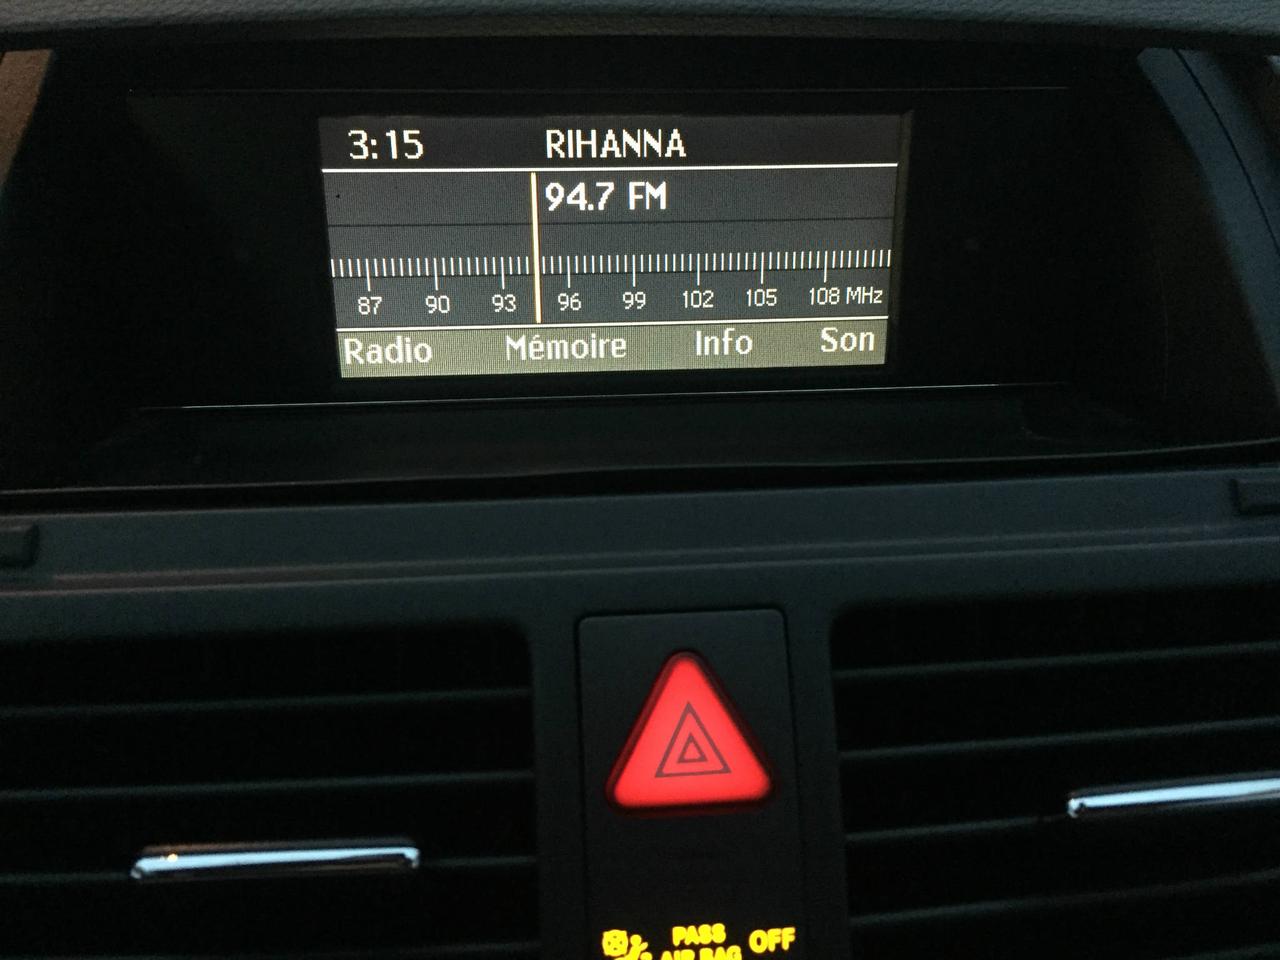 3:15 RIHANNA
94.7 FM
87 90 93 96 99 102 105 108 MHz
Radio Mémoire Info Son
PASS
AIR BAG OFF